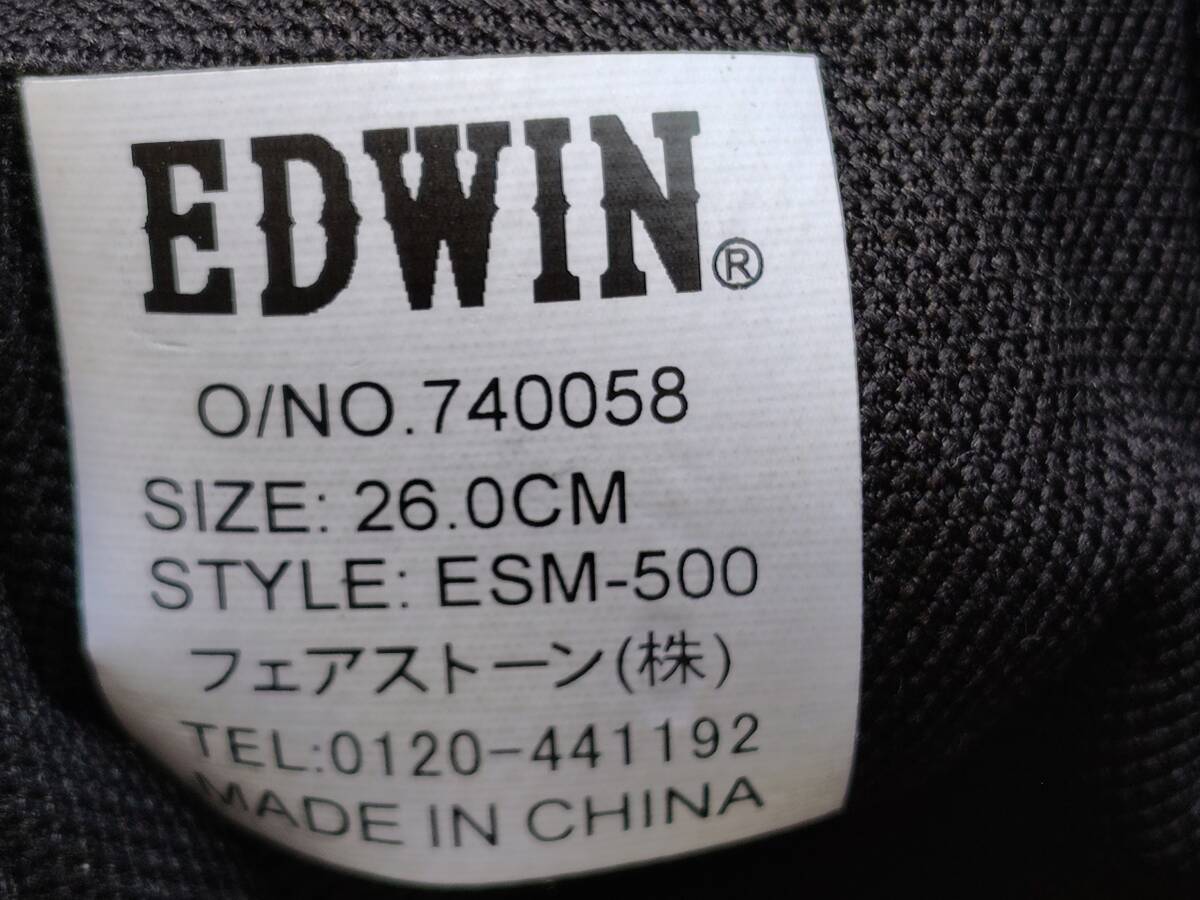 EDWIN®
O/NO.740058
SIZE: 26.0CM
STYLE: ESM-500
フェアストーン(株)
TEL:0120-441192
MADE IN CHINA